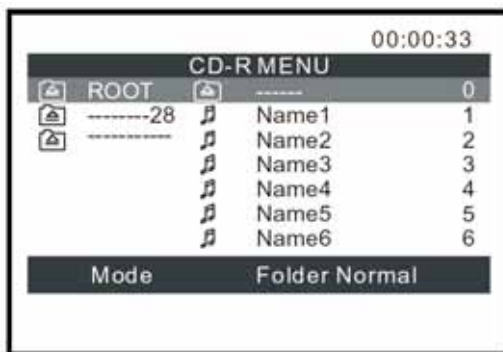 00:00:33
CD-R MENU
ROOT ------ 0
--------28 Name1 1
----------- Name2 2
Name3 3
Name4 4
Name5 5
Name6 6
Mode Folder Normal